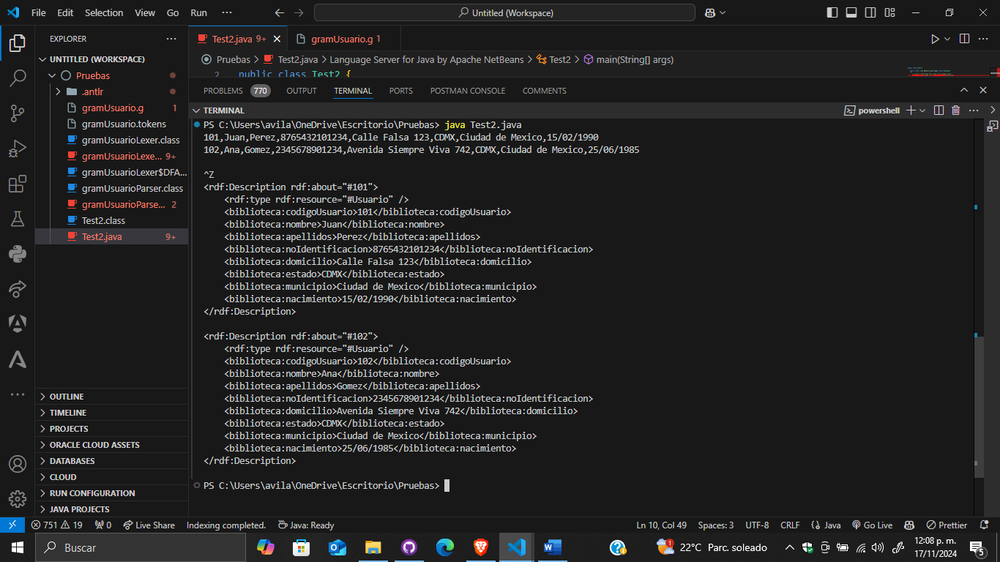 File Edit Selection View Go Run ··· Untitled (Workspace)
EXPLORER ···
UNTITLED (WORKSPACE)
Pruebas
.antlr
gramUsuario.g 1
gramUsuario.tokens
gramUsuarioLexer.class
gramUsuarioLexe... 9+
gramUsuarioLexer$DFA...
gramUsuarioParser.class
gramUsuarioParse... 2
Test2.class
Test2.java 9+
OUTLINE
TIMELINE
PROJECTS
ORACLE CLOUD ASSETS
DATABASES
CLOUD
RUN CONFIGURATION
JAVA PROJECTS
Test2.java 9+ gramUsuario.g 1
Pruebas > Test2.java > Language Server for Java by Apache NetBeans > Test2 > main(String[] args)
2 public class Test2 {
PROBLEMS 770 OUTPUT TERMINAL PORTS POSTMAN CONSOLE COMMENTS
TERMINAL powershell
PS C:\Users\avila\OneDrive\Escritorio\Pruebas> java Test2.java
101,Juan,Perez,8765432101234,Calle Falsa 123,CDMX,Ciudad de Mexico,15/02/1990
102,Ana,Gomez,2345678901234,Avenida Siempre Viva 742,CDMX,Ciudad de Mexico,25/06/1985
^Z
<rdf:Description rdf:about="#101">
<rdf:type rdf:resource="#Usuario" />
<biblioteca:codigoUsuario>101</biblioteca:codigoUsuario>
<biblioteca:nombre>Juan</biblioteca:nombre>
<biblioteca:apellidos>Perez</biblioteca:apellidos>
<biblioteca:noIdentificacion>8765432101234</biblioteca:noIdentificacion>
<biblioteca:domicilio>Calle Falsa 123</biblioteca:domicilio>
<biblioteca:estado>CDMX</biblioteca:estado>
<biblioteca:municipio>Ciudad de Mexico</biblioteca:municipio>
<biblioteca:nacimiento>15/02/1990</biblioteca:nacimiento>
</rdf:Description>
<rdf:Description rdf:about="#102">
<rdf:type rdf:resource="#Usuario" />
<biblioteca:codigoUsuario>102</biblioteca:codigoUsuario>
<biblioteca:nombre>Ana</biblioteca:nombre>
<biblioteca:apellidos>Gomez</biblioteca:apellidos>
<biblioteca:noIdentificacion>2345678901234</biblioteca:noIdentificacion>
<biblioteca:domicilio>Avenida Siempre Viva 742</biblioteca:domicilio>
<biblioteca:estado>CDMX</biblioteca:estado>
<biblioteca:municipio>Ciudad de Mexico</biblioteca:municipio>
<biblioteca:nacimiento>25/06/1985</biblioteca:nacimiento>
</rdf:Description>
PS C:\Users\avila\OneDrive\Escritorio\Pruebas>
751 19 0 Live Share Indexing completed. Java: Ready Ln 10, Col 49 Spaces: 3 UTF-8 CRLF Java Go Live Prettier
Buscar 1 22°C Parc. soleado 12:08 p. m.
17/11/2024 5